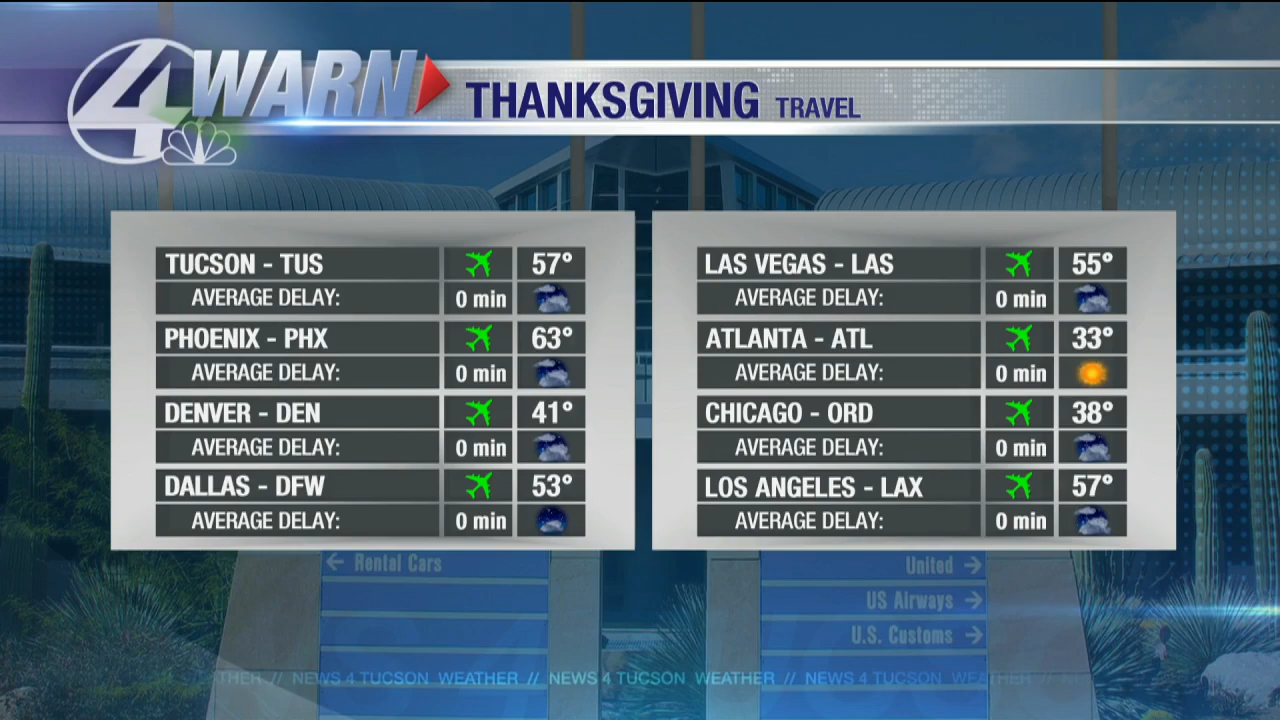 4WARN
THANKSGIVING TRAVEL
TUCSON - TUS 57°
AVERAGE DELAY: 0 min
PHOENIX - PHX 63°
AVERAGE DELAY: 0 min
DENVER - DEN 41°
AVERAGE DELAY: 0 min
DALLAS - DFW 53°
AVERAGE DELAY: 0 min
LAS VEGAS - LAS 55°
AVERAGE DELAY: 0 min
ATLANTA - ATL 33°
AVERAGE DELAY: 0 min
CHICAGO - ORD 38°
AVERAGE DELAY: 0 min
LOS ANGELES - LAX 57°
AVERAGE DELAY: 0 min
← Rental Cars
United →
US Airways →
U.S. Customs →
THER // NEWS 4 TUCSON WEATHER // NEWS 4 TUCSON WEATHER // NEWS 4 TUCSON WEATHER //